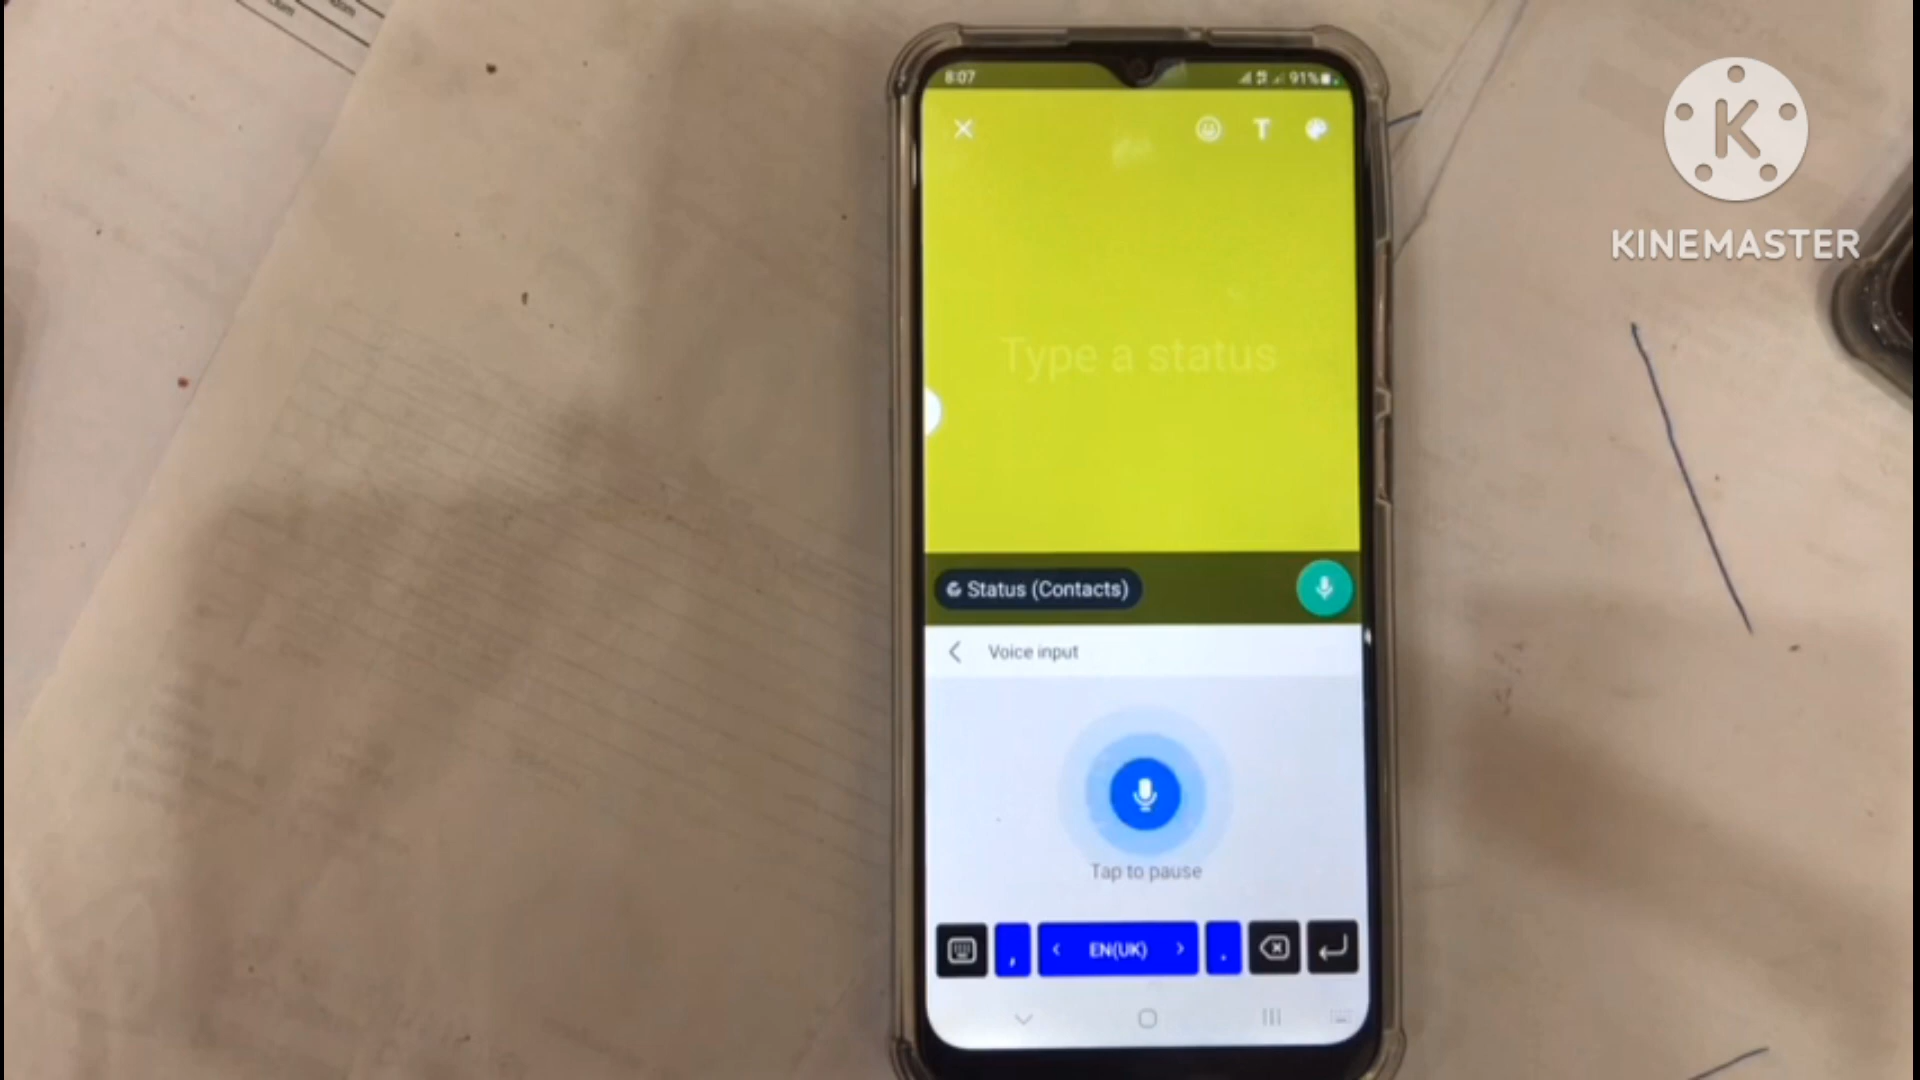 8:07
91%
T
Type a status
Status (Contacts)
Voice input
Tap to pause
,
EN(UK)
.
K
KINEMASTER